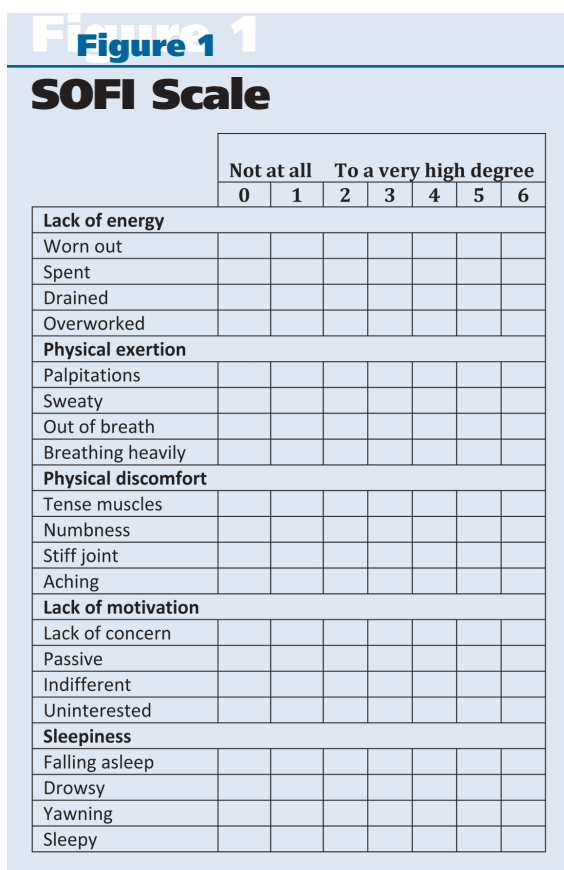 Figure 1
Figure 1
SOFI Scale
Not at all To a very high degree
0 1 2 3 4 5 6
Lack of energy
Worn out
Spent
Drained
Overworked
Physical exertion
Palpitations
Sweaty
Out of breath
Breathing heavily
Physical discomfort
Tense muscles
Numbness
Stiff joint
Aching
Lack of motivation
Lack of concern
Passive
Indifferent
Uninterested
Sleepiness
Falling asleep
Drowsy
Yawning
Sleepy